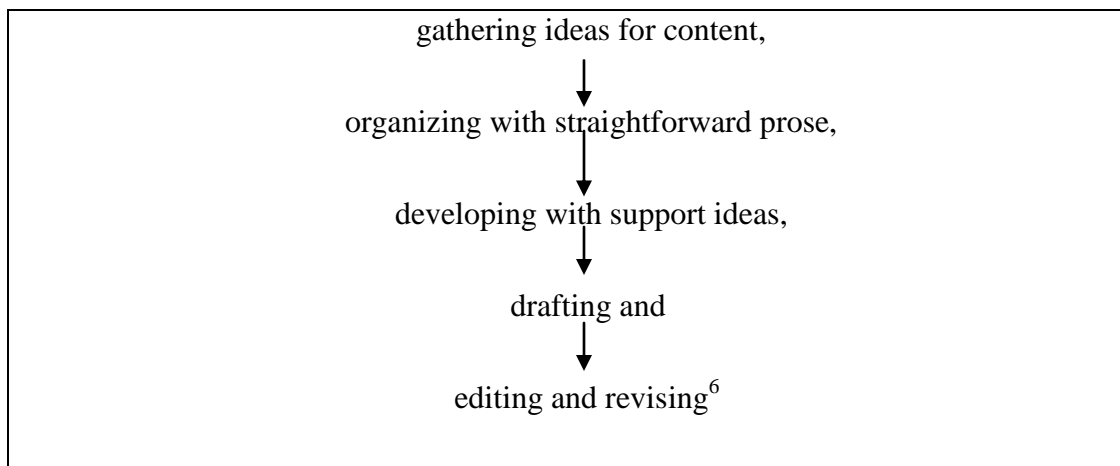 gathering ideas for content,
organizing with straightforward prose,
developing with support ideas,
drafting and
editing and revising⁶